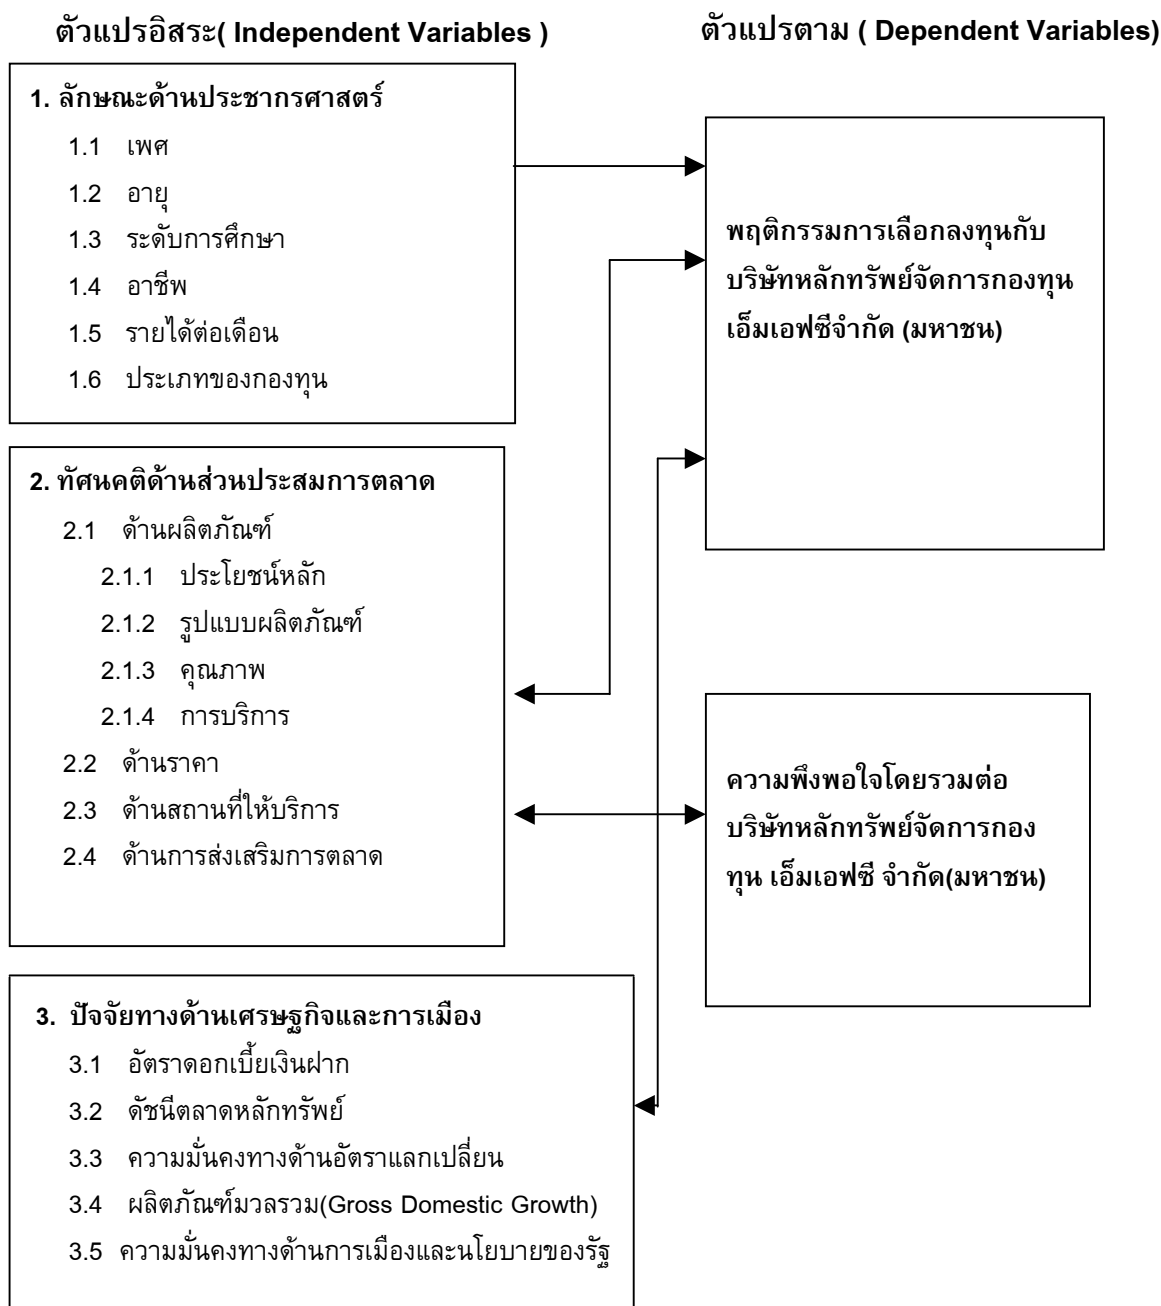 ตัวแปรอิสระ( Independent Variables )
ตัวแปรตาม ( Dependent Variables)
1. ลักษณะด้านประชากรศาสตร์
1.1 เพศ
1.2 อายุ
1.3 ระดับการศึกษา
1.4 อาชีพ
1.5 รายได้ต่อเดือน
1.6 ประเภทของกองทุน
พฤติกรรมการเลือกลงทุนกับ
บริษัทหลักทรัพย์จัดการกองทุน
เอ็มเอฟซีจำกัด (มหาชน)
2. ทัศนคติด้านส่วนประสมการตลาด
2.1 ด้านผลิตภัณฑ์
2.1.1 ประโยชน์หลัก
2.1.2 รูปแบบผลิตภัณฑ์
2.1.3 คุณภาพ
2.1.4 การบริการ
2.2 ด้านราคา
2.3 ด้านสถานที่ให้บริการ
2.4 ด้านการส่งเสริมการตลาด
ความพึงพอใจโดยรวมต่อ
บริษัทหลักทรัพย์จัดการกอง
ทุน เอ็มเอฟซี จำกัด(มหาชน)
3. ปัจจัยทางด้านเศรษฐกิจและการเมือง
3.1 อัตราดอกเบี้ยเงินฝาก
3.2 ดัชนีตลาดหลักทรัพย์
3.3 ความมั่นคงทางด้านอัตราแลกเปลี่ยน
3.4 ผลิตภัณฑ์มวลรวม(Gross Domestic Growth)
3.5 ความมั่นคงทางด้านการเมืองและนโยบายของรัฐ